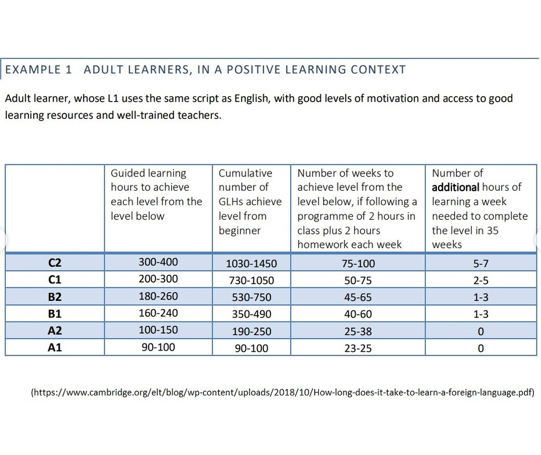 EXAMPLE 1 ADULT LEARNERS, IN A POSITIVE LEARNING CONTEXT
Adult learner, whose L1 uses the same script as English, with good levels of motivation and access to good
learning resources and well-trained teachers.
Guided learning hours to achieve each level from the level below | Cumulative number of GLHs achieve level from beginner | Number of weeks to achieve level from the level below, if following a programme of 2 hours in class plus 2 hours homework each week | Number of additional hours of learning a week needed to complete the level in 35 weeks
C2 300-400 1030-1450 75-100 5-7
C1 200-300 730-1050 50-75 2-5
B2 180-260 530-750 45-65 1-3
B1 160-240 350-490 40-60 1-3
A2 100-150 190-250 25-38 0
A1 90-100 90-100 23-25 0
(https://www.cambridge.org/elt/blog/wp-content/uploads/2018/10/How-long-does-it-take-to-learn-a-foreign-language.pdf)